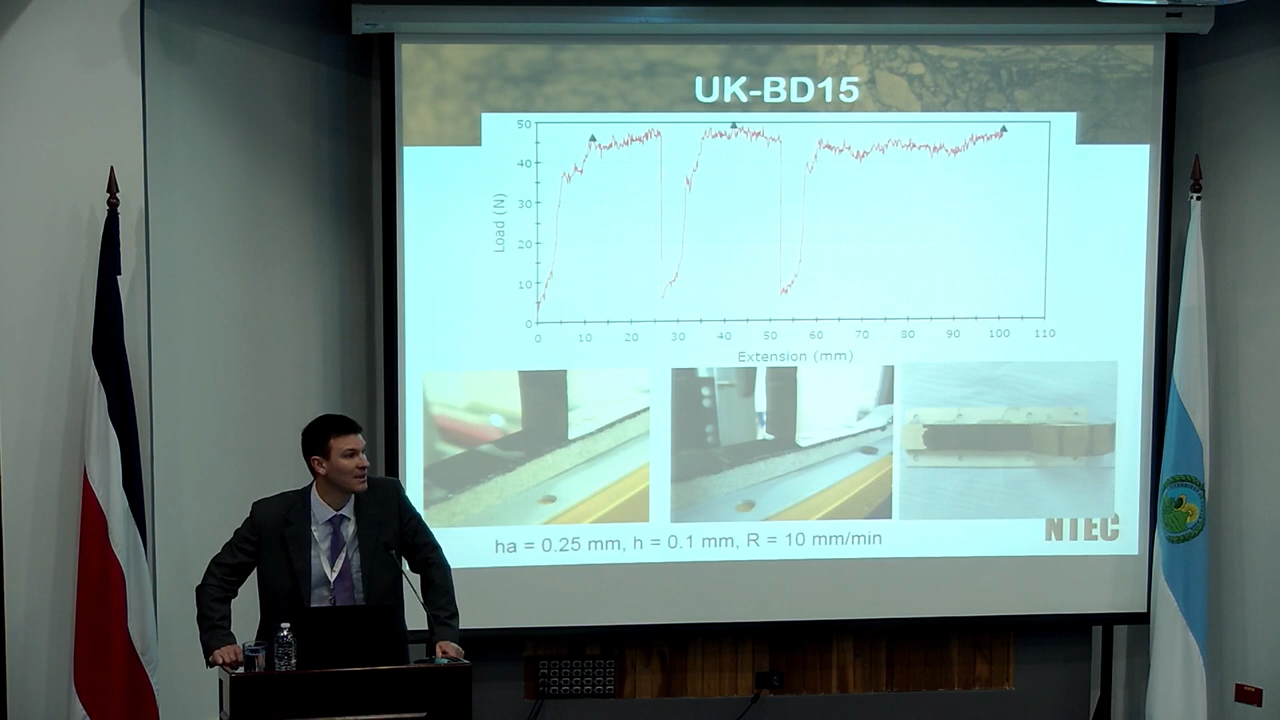 UK-BD15
50
40
30
20
10
0
Load (N)
0 10 20 30 40 50 60 70 80 90 100 110
Extension (mm)
NTEC
ha = 0.25 mm, h = 0.1 mm, R = 10 mm/min